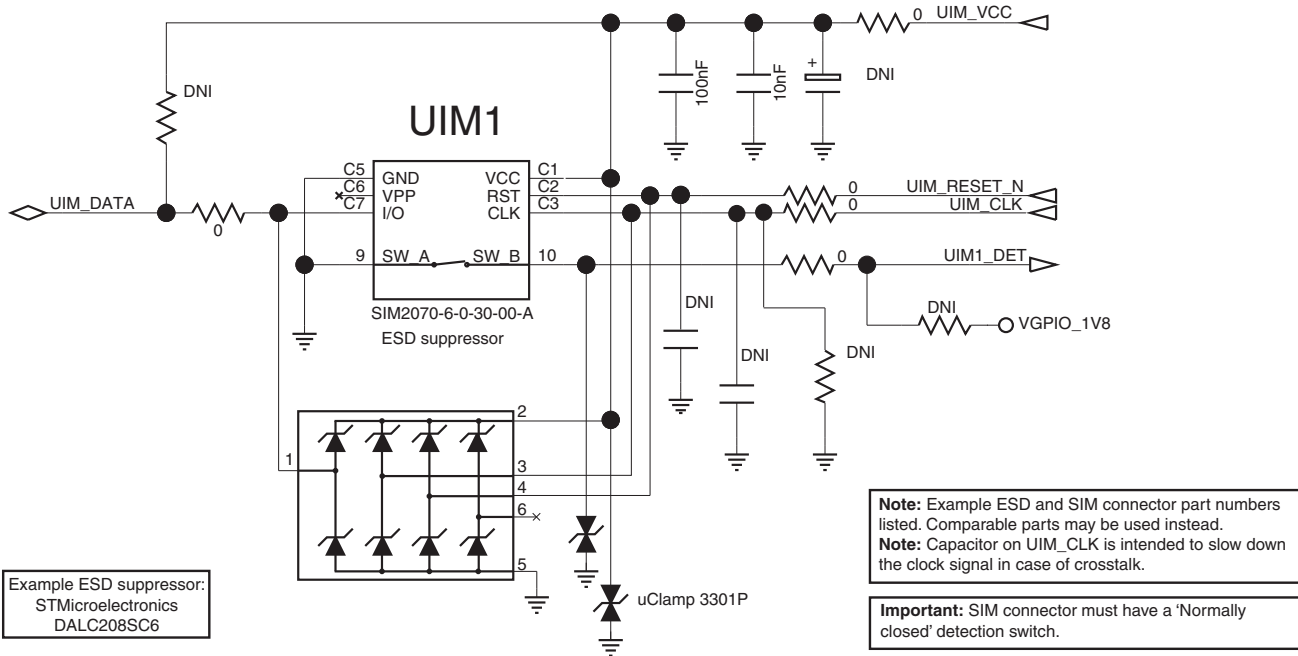 0 UIM_VCC
DNI
100nF
10nF
+
DNI
UIM1
C5 GND VCC C1
C6 VPP RST C2
C7 I/O CLK C3
UIM_DATA
0
0 UIM_RESET_N
0 UIM_CLK
9 SW_A SW_B 10
0 UIM1_DET
SIM2070-6-0-30-00-A
ESD suppressor
DNI
DNI
DNI
DNI
VGPIO_1V8
1
2
3
4
6
5
uClamp 3301P
Example ESD suppressor:
STMicroelectronics
DALC208SC6
Note: Example ESD and SIM connector part numbers
listed. Comparable parts may be used instead.
Note: Capacitor on UIM_CLK is intended to slow down
the clock signal in case of crosstalk.
Important: SIM connector must have a ‘Normally
closed’ detection switch.